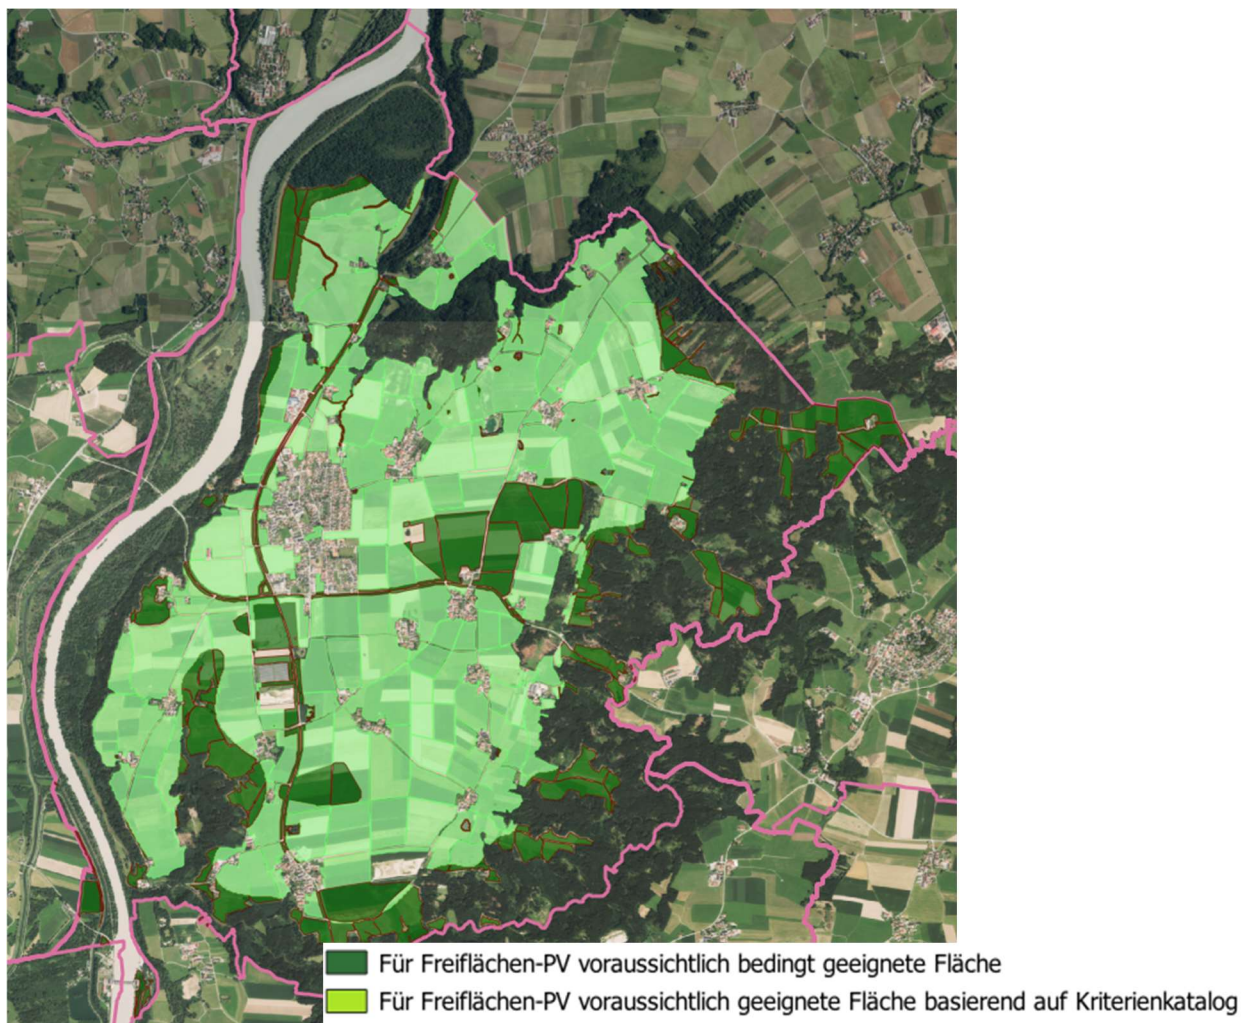 Für Freiflächen-PV voraussichtlich bedingt geeignete Fläche
Für Freiflächen-PV voraussichtlich geeignete Fläche basierend auf Kriterienkatalog